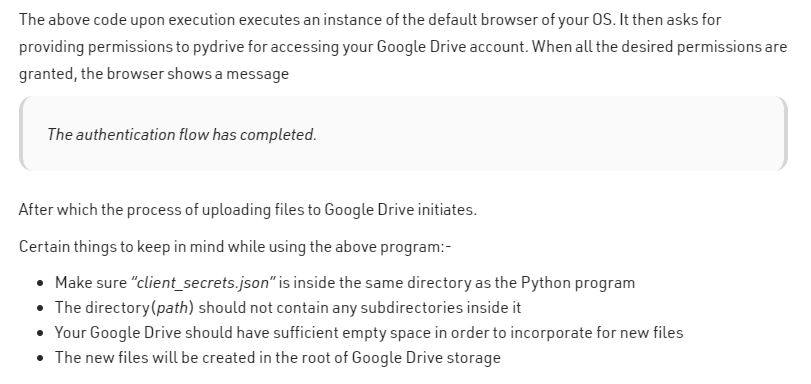 The above code upon execution executes an instance of the default browser of your OS. It then asks for
providing permissions to pydrive for accessing your Google Drive account. When all the desired permissions are
granted, the browser shows a message
The authentication flow has completed.
After which the process of uploading files to Google Drive initiates.
Certain things to keep in mind while using the above program:-
• Make sure “client_secrets.json” is inside the same directory as the Python program
• The directory(path) should not contain any subdirectories inside it
• Your Google Drive should have sufficient empty space in order to incorporate for new files
• The new files will be created in the root of Google Drive storage